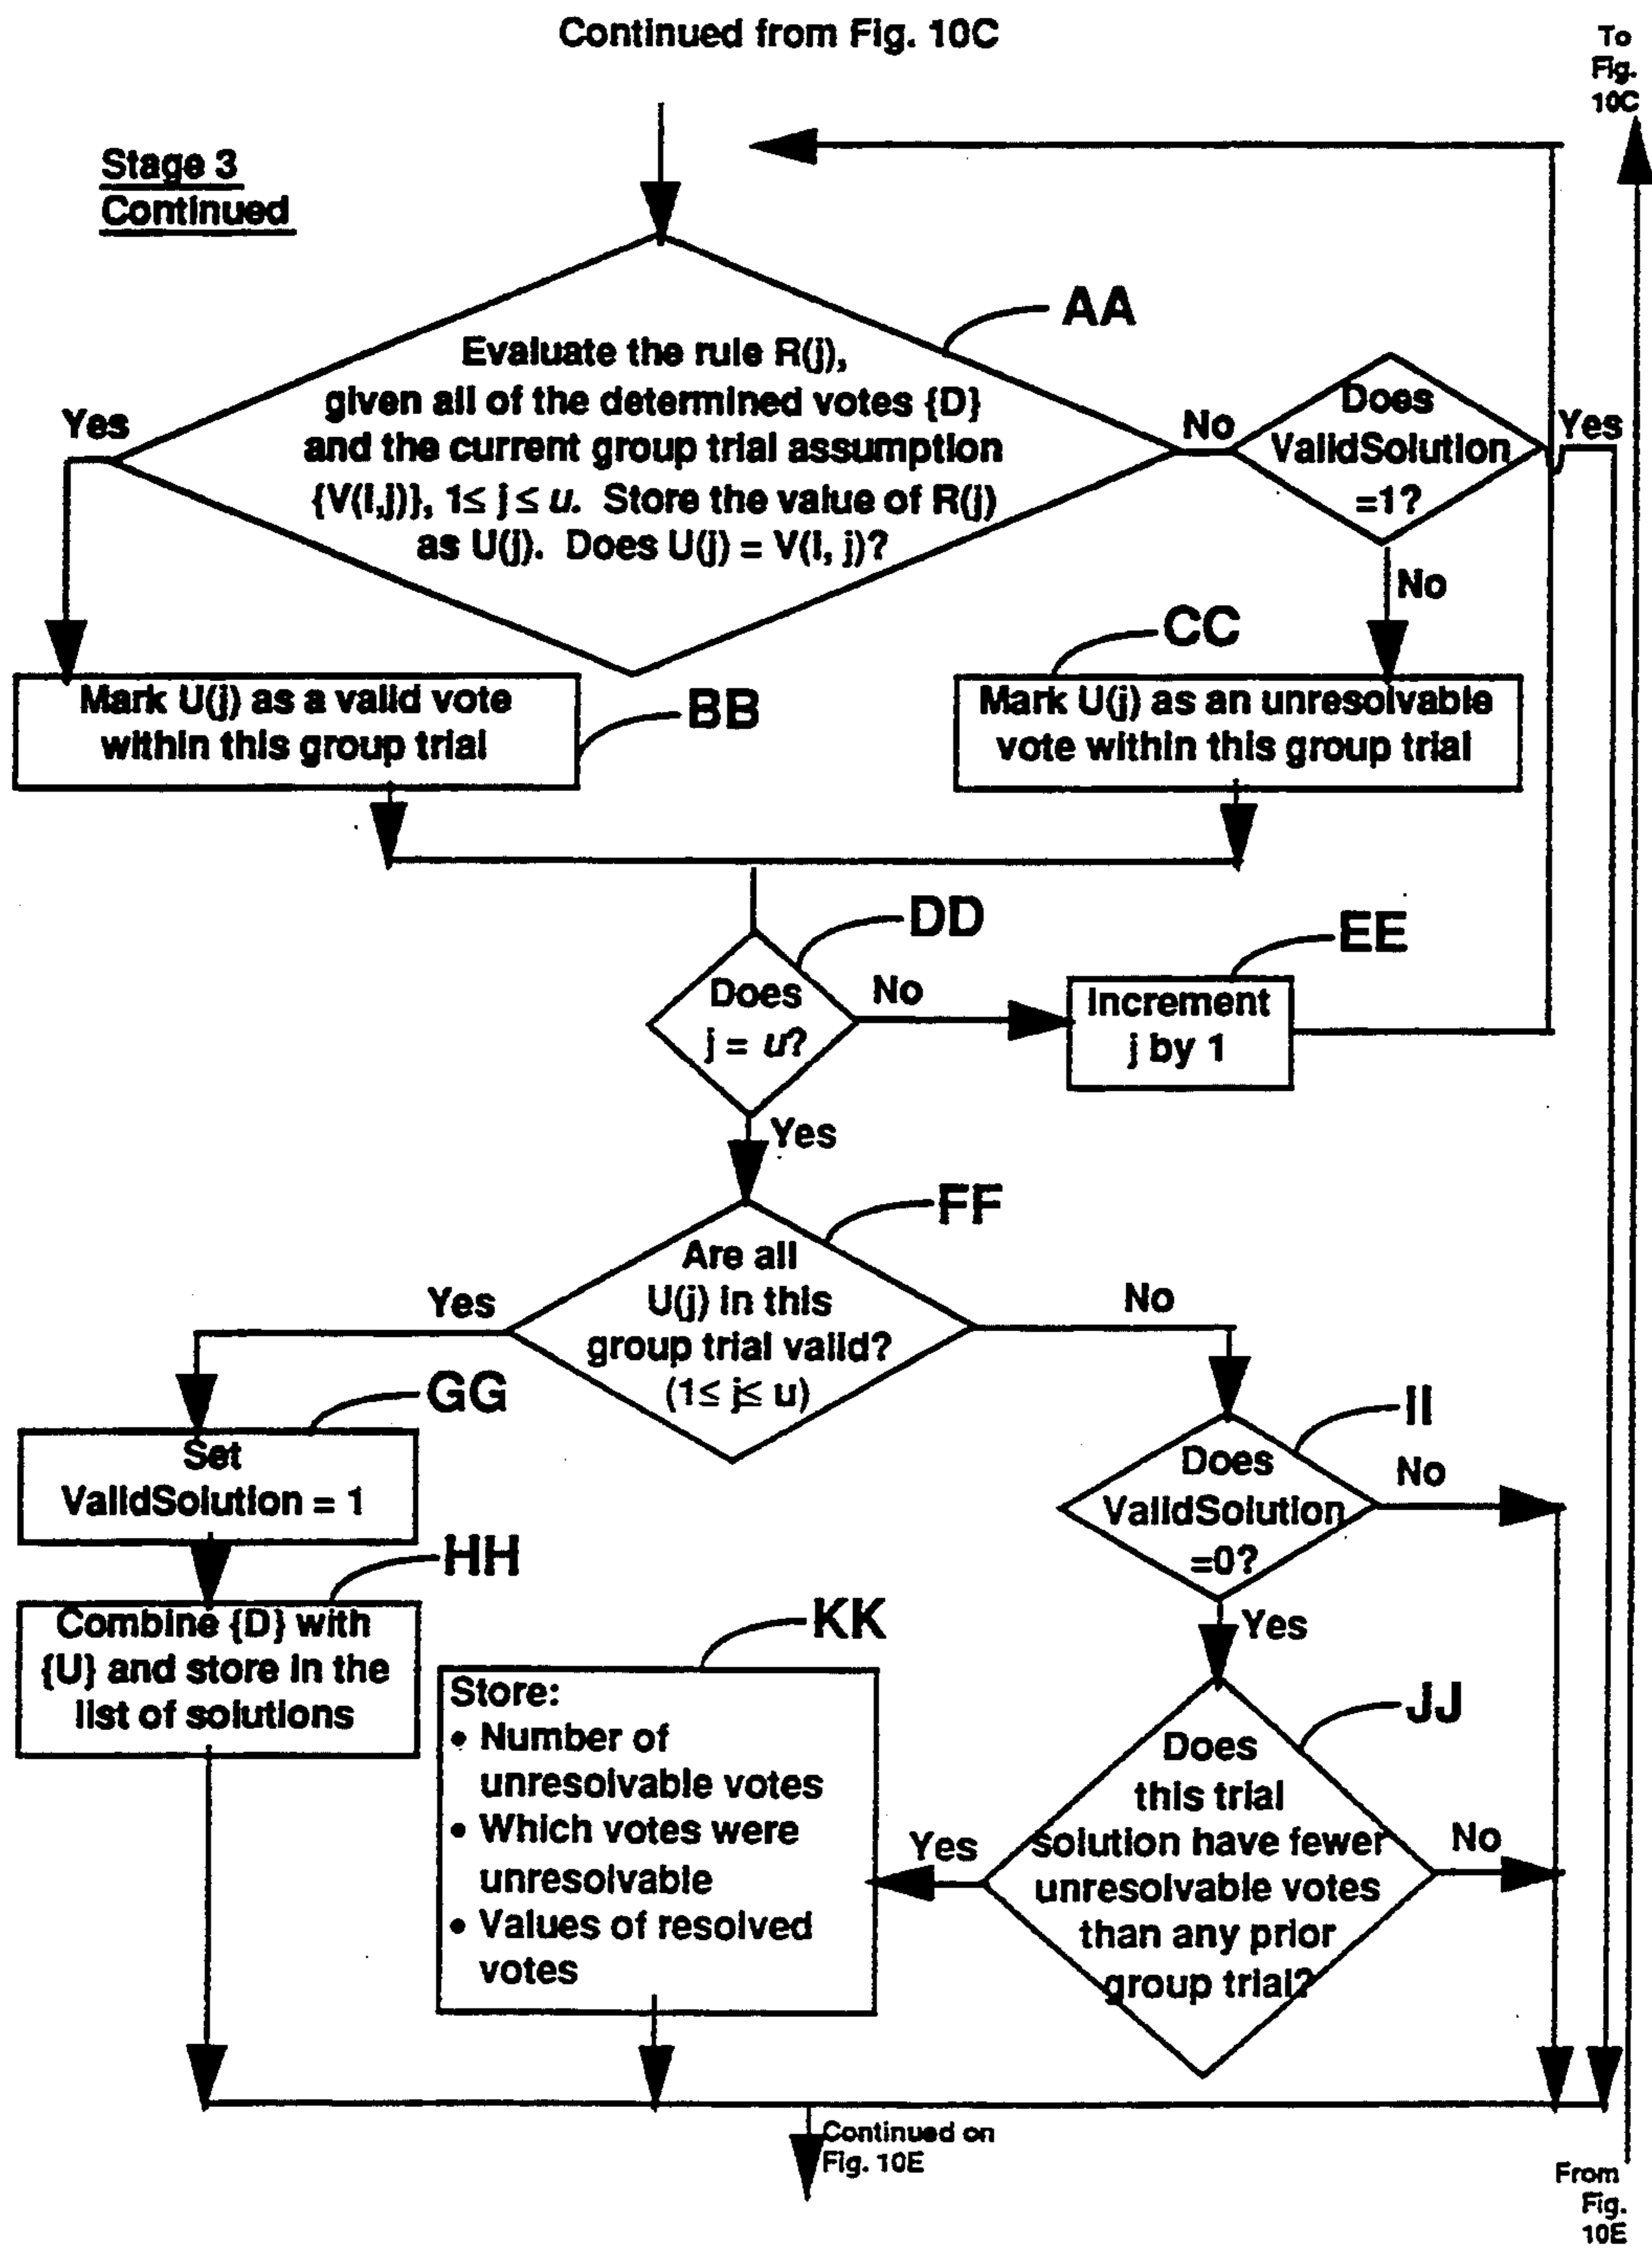 Continued from Fig. 10C
To
Fig.
10C
Stage 3
Continued
AA
Evaluate the rule R(j),
given all of the determined votes {D}
and the current group trial assumption
{V(I,j)}, 1≤ j ≤ u. Store the value of R(j)
as U(j). Does U(j) = V(I, j)?
Yes
No
Does
ValidSolution
=1?
Yes
No
CC
Mark U(j) as a valid vote
within this group trial
BB
Mark U(j) as an unresolvable
vote within this group trial
DD
Does
j = u?
No
EE
Increment
j by 1
Yes
FF
Are all
U(j) in this
group trial valid?
(1≤ j≤ u)
Yes
No
GG
Set
ValidSolution = 1
II
Does
ValidSolution
=0?
No
Yes
HH
Combine {D} with
{U} and store in the
list of solutions
KK
Store:
• Number of
unresolvable votes
• Which votes were
unresolvable
• Values of resolved
votes
JJ
Does
this trial
solution have fewer
unresolvable votes
than any prior
group trial?
Yes
No
Continued on
Fig. 10E
From
Fig.
10E